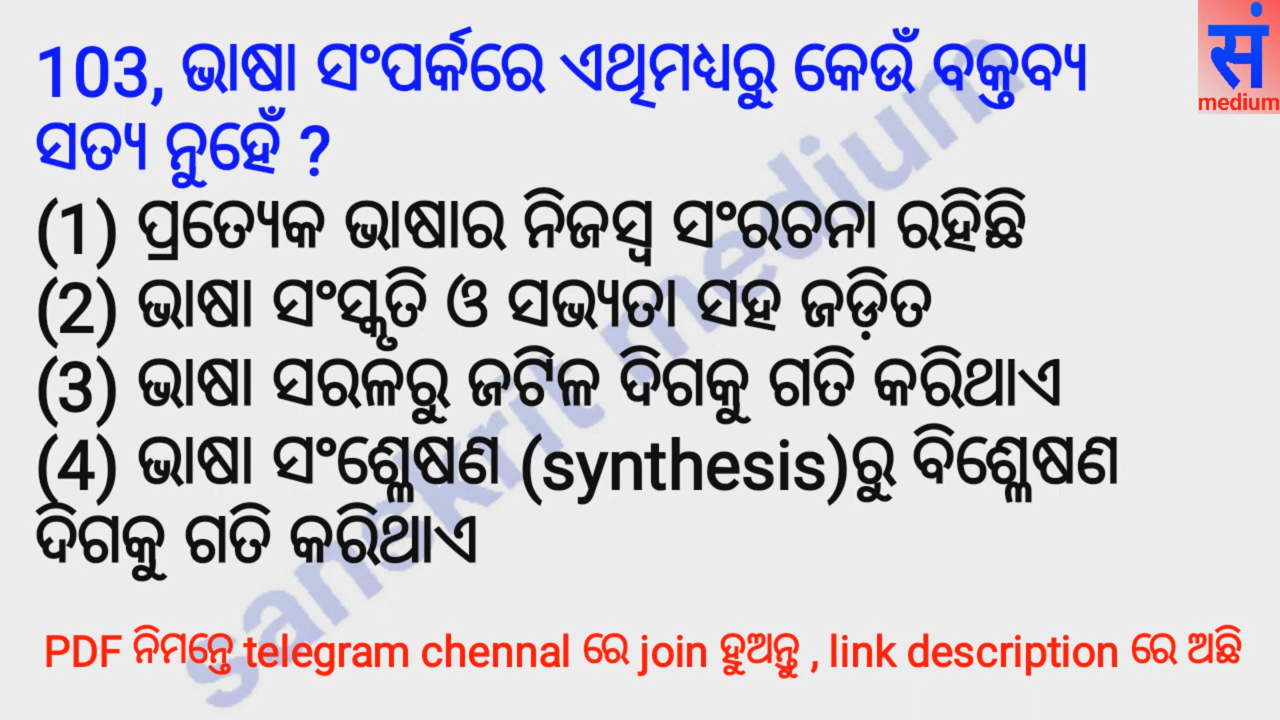 103, ଭାଷା ସଂପର୍କରେ ଏଥିମଧ୍ୟରୁ କେଉଁ ବକ୍ତବ୍ୟ
ସତ୍ୟ ନୁହେଁ ?
(1) ପ୍ରତ୍ୟେକ ଭାଷାର ନିଜସ୍ୱ ସଂରଚନା ରହିଛି
(2) ଭାଷା ସଂସ୍କୃତି ଓ ସଭ୍ୟତା ସହ ଜଡ଼ିତ
(3) ଭାଷା ସରଳରୁ ଜଟିଳ ଦିଗକୁ ଗତି କରିଥାଏ
(4) ଭାଷା ସଂଶ୍ଳେଷଣ (synthesis)ରୁ ବିଶ୍ଳେଷଣ
ଦିଗକୁ ଗତି କରିଥାଏ
PDF ନିମନ୍ତେ telegram chennal ରେ join ହୁଅନ୍ତୁ , link description ରେ ଅଛି
सं
medium
sanskrit medium